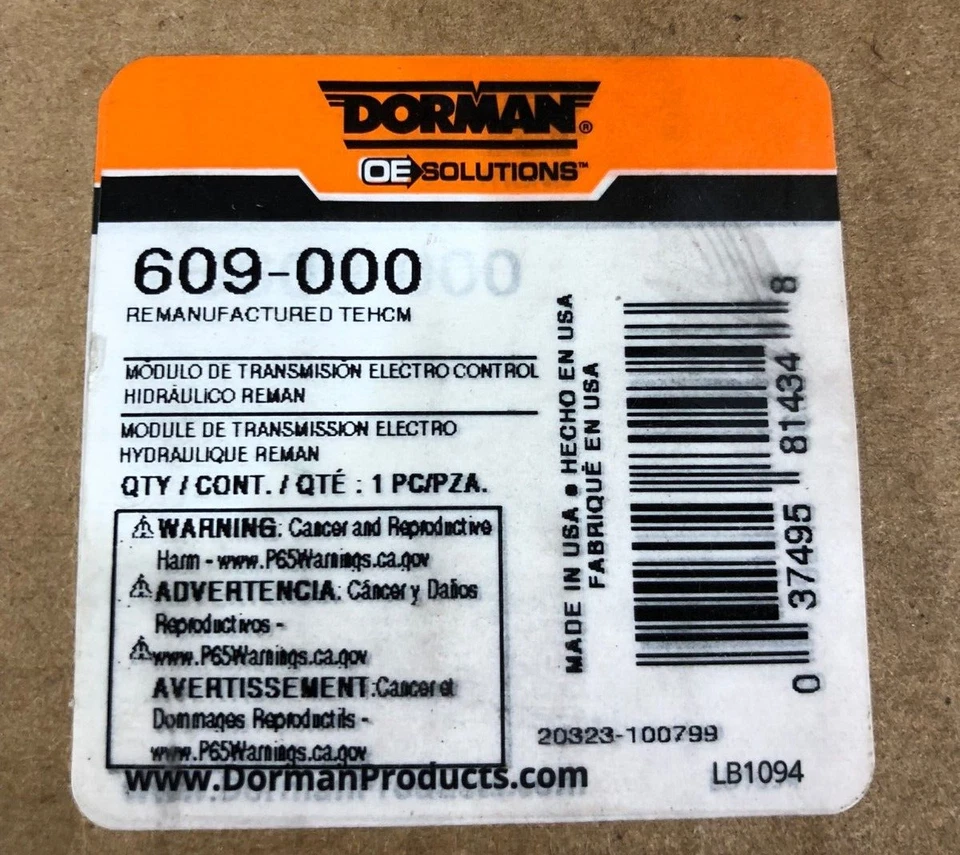 DORMAN®
OE SOLUTIONS™
609-000
REMANUFACTURED TEHCM
MÓDULO DE TRANSMISIÓN ELECTRO CONTROL
HIDRÁULICO REMAN
MODULE DE TRANSMISSION ELECTRO
HYDRAULIQUE REMAN
QTY / CONT. / QTÉ : 1 PC/PZA.
⚠WARNING: Cancer and Reproductive
Harm - www.P65Warnings.ca.gov
⚠ADVERTENCIA: Cáncer y Daños
Reproductivos -
⚠www.P65Warnings.ca.gov
AVERTISSEMENT:Cancer et
Dommages Reproductifs -
www.P65Warnings.ca.gov
www.DormanProducts.com
MADE IN USA • HECHO EN USA
FABRIQUÉ EN USA
0 37495 81434 8
20323-100799
LB1094